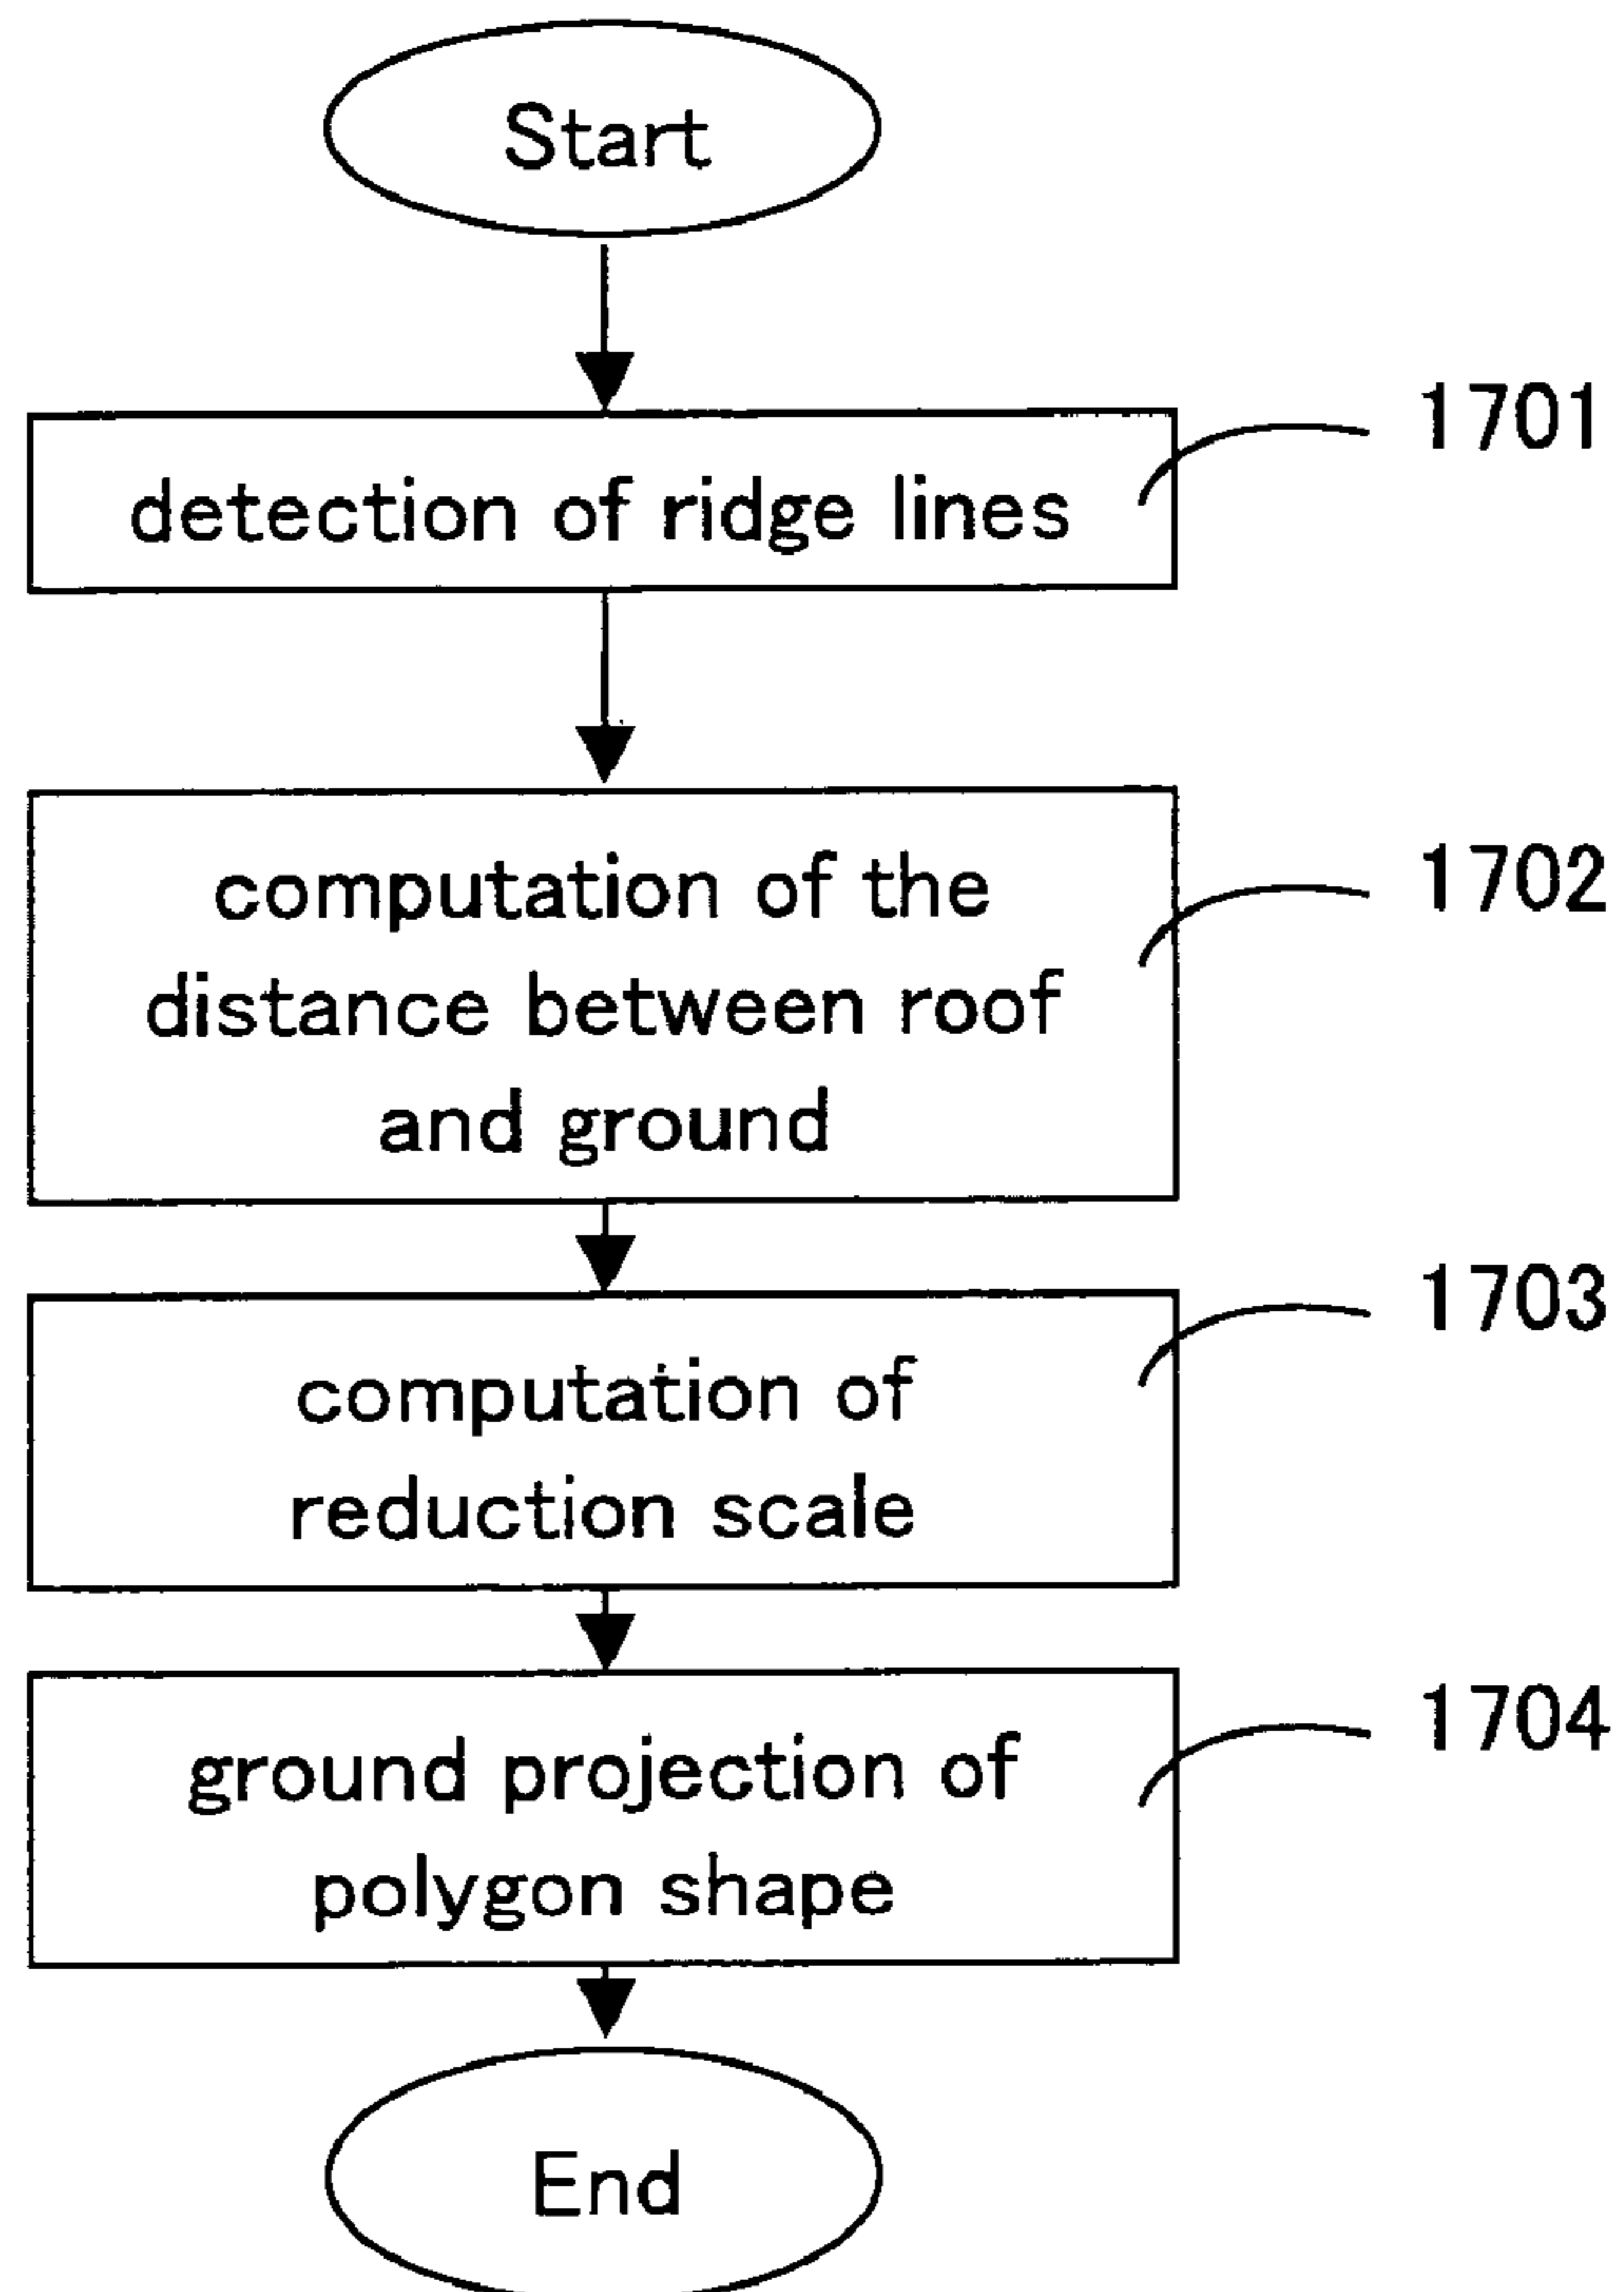 Start
1701
detection of ridge lines
1702
computation of the
distance between roof
and ground
1703
computation of
reduction scale
1704
ground projection of
polygon shape
End